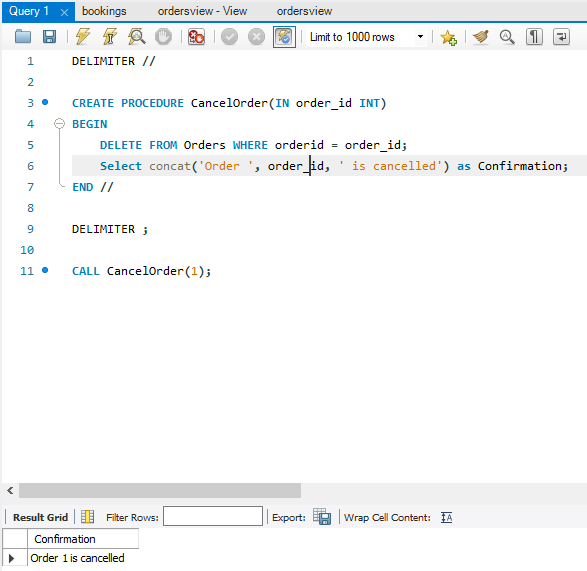 Query 1 bookings ordersview - View ordersview
Limit to 1000 rows
1 DELIMITER //
2
3 CREATE PROCEDURE CancelOrder(IN order_id INT)
4 BEGIN
5 DELETE FROM Orders WHERE orderid = order_id;
6 Select concat('Order ', order_id, ' is cancelled') as Confirmation;
7 END //
8
9 DELIMITER ;
10
11 CALL CancelOrder(1);
Result Grid Filter Rows: Export: Wrap Cell Content:
Confirmation
Order 1 is cancelled